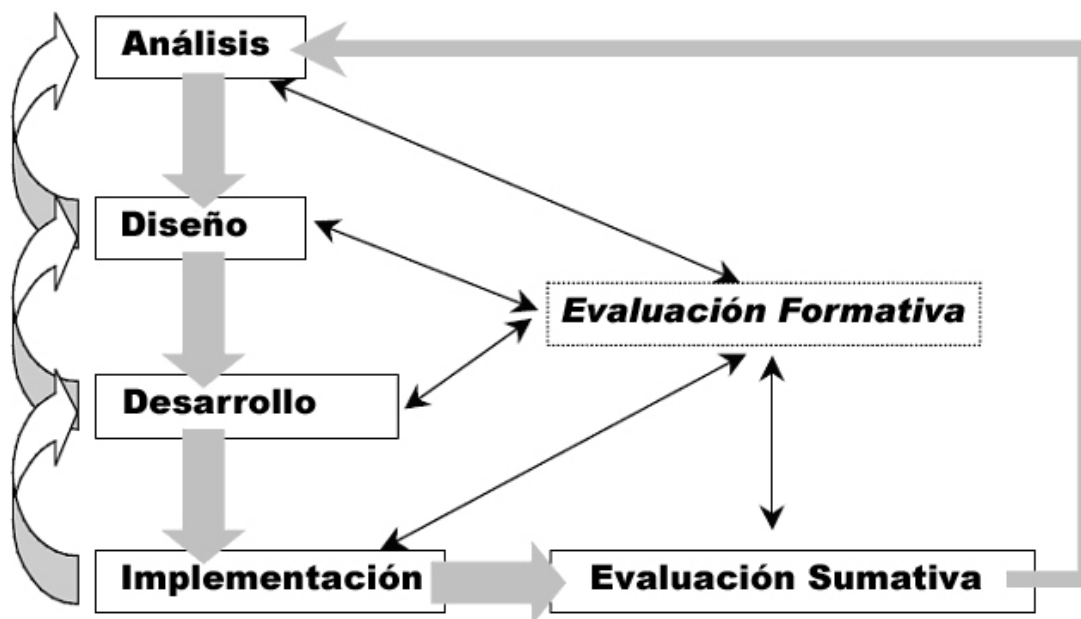 Análisis
Diseño
Evaluación Formativa
Desarrollo
Implementación
Evaluación Sumativa